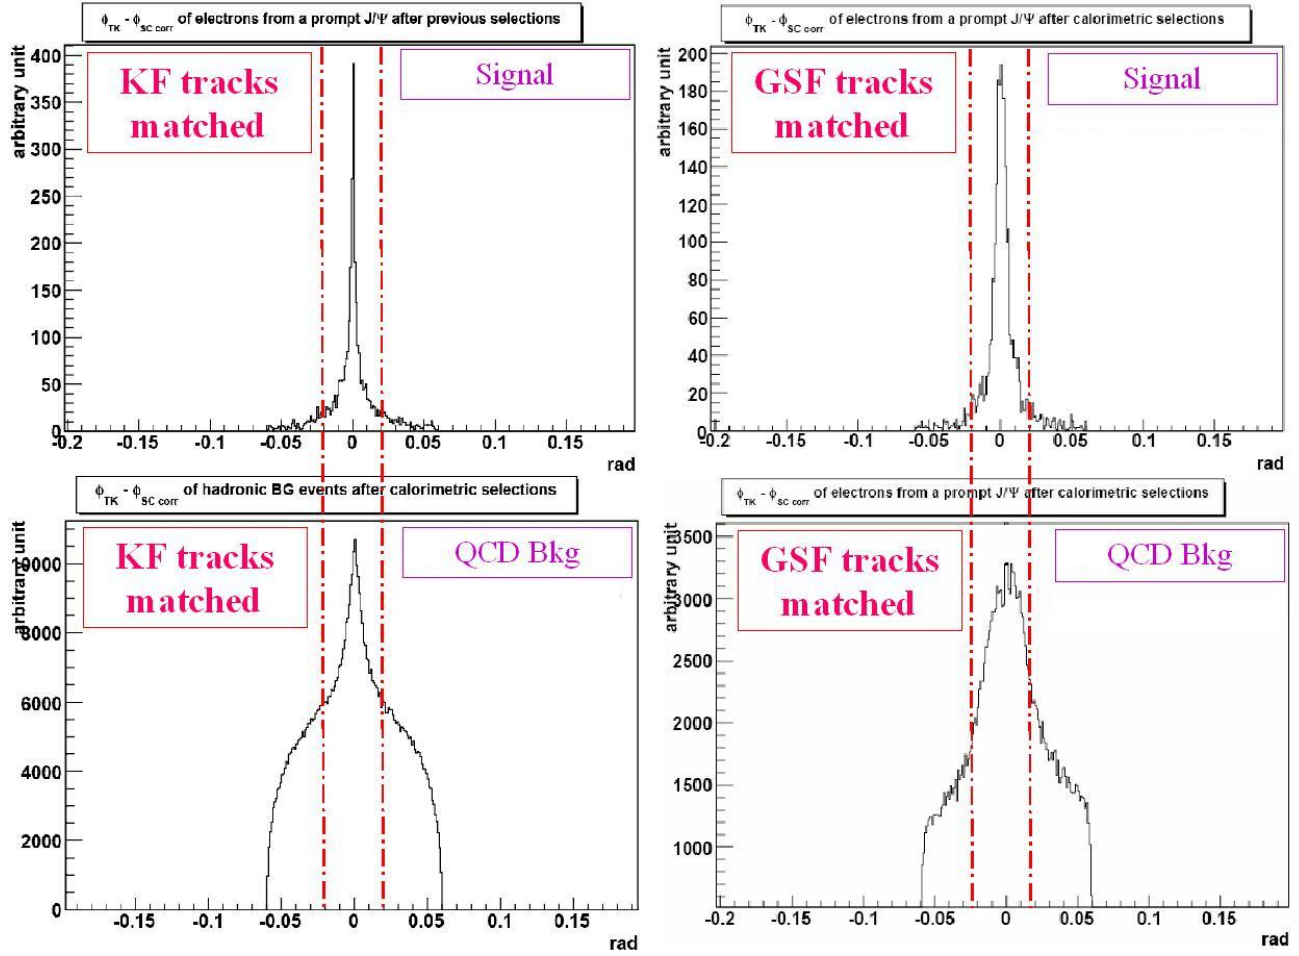 ϕTK - ϕSC corr of electrons from a prompt J/Ψ after previous selections
arbitrary unit
KF tracks
matched
Signal
400
350
300
250
200
150
100
50
0
-0.2 -0.15 -0.1 -0.05 0 0.05 0.1 0.15
rad
ϕTK - ϕSC corr of electrons from a prompt J/Ψ after calorimetric selections
arbitrary unit
GSF tracks
matched
Signal
200
180
160
140
120
100
80
60
40
20
0
-0.2 -0.15 -0.1 -0.05 0 0.05 0.1 0.15
rad
ϕTK - ϕSC corr of hadronic BG events after calorimetric selections
arbitrary unit
KF tracks
matched
QCD Bkg
8000
6000
4000
2000
0
-0.15 -0.1 -0.05 0 0.05 0.1 0.15
rad
ϕTK - ϕSC corr of electrons from a prompt J/Ψ after calorimetric selections
arbitrary unit
GSF tracks
matched
QCD Bkg
3500
3000
2500
2000
1500
1000
-0.2 -0.15 -0.1 -0.05 0 0.05 0.1 0.15
rad